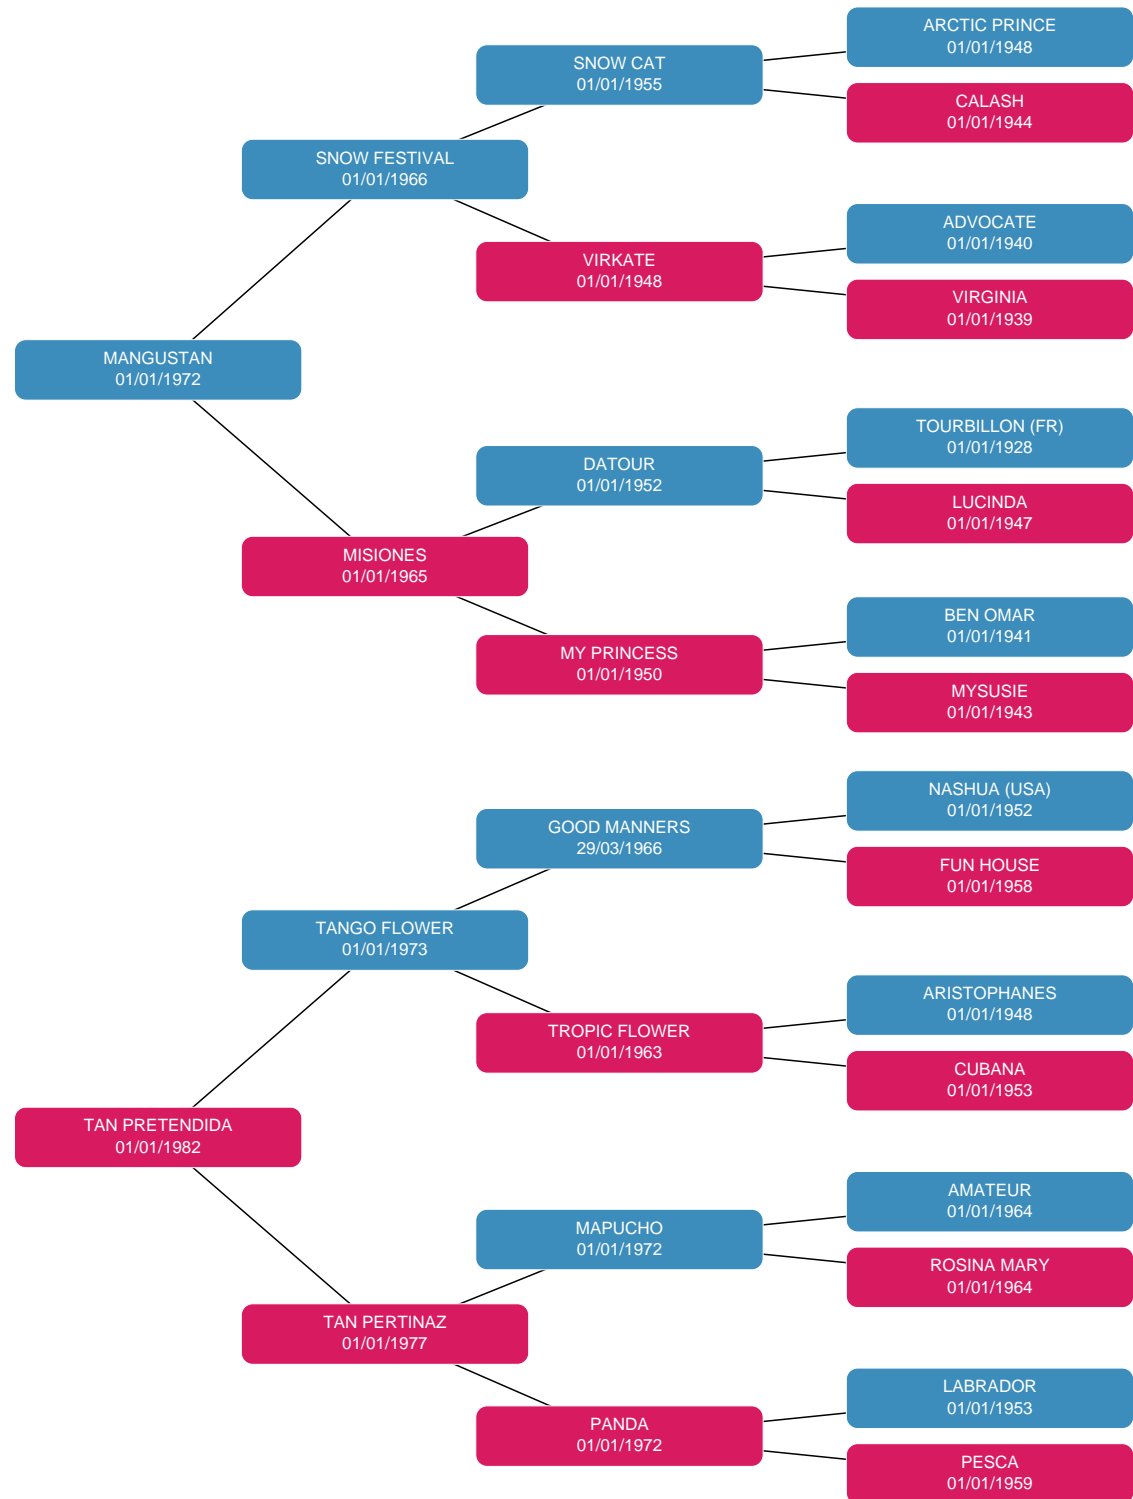 ARCTIC PRINCE
01/01/1948
SNOW CAT
01/01/1955
CALASH
01/01/1944
SNOW FESTIVAL
01/01/1966
ADVOCATE
01/01/1940
VIRKATE
01/01/1948
VIRGINIA
01/01/1939
MANGUSTAN
01/01/1972
TOURBILLON (FR)
01/01/1928
DATOUR
01/01/1952
LUCINDA
01/01/1947
MISIONES
01/01/1965
BEN OMAR
01/01/1941
MY PRINCESS
01/01/1950
MYSUSIE
01/01/1943
NASHUA (USA)
01/01/1952
GOOD MANNERS
29/03/1966
FUN HOUSE
01/01/1958
TANGO FLOWER
01/01/1973
ARISTOPHANES
01/01/1948
TROPIC FLOWER
01/01/1963
CUBANA
01/01/1953
TAN PRETENDIDA
01/01/1982
AMATEUR
01/01/1964
MAPUCHO
01/01/1972
ROSINA MARY
01/01/1964
TAN PERTINAZ
01/01/1977
LABRADOR
01/01/1953
PANDA
01/01/1972
PESCA
01/01/1959